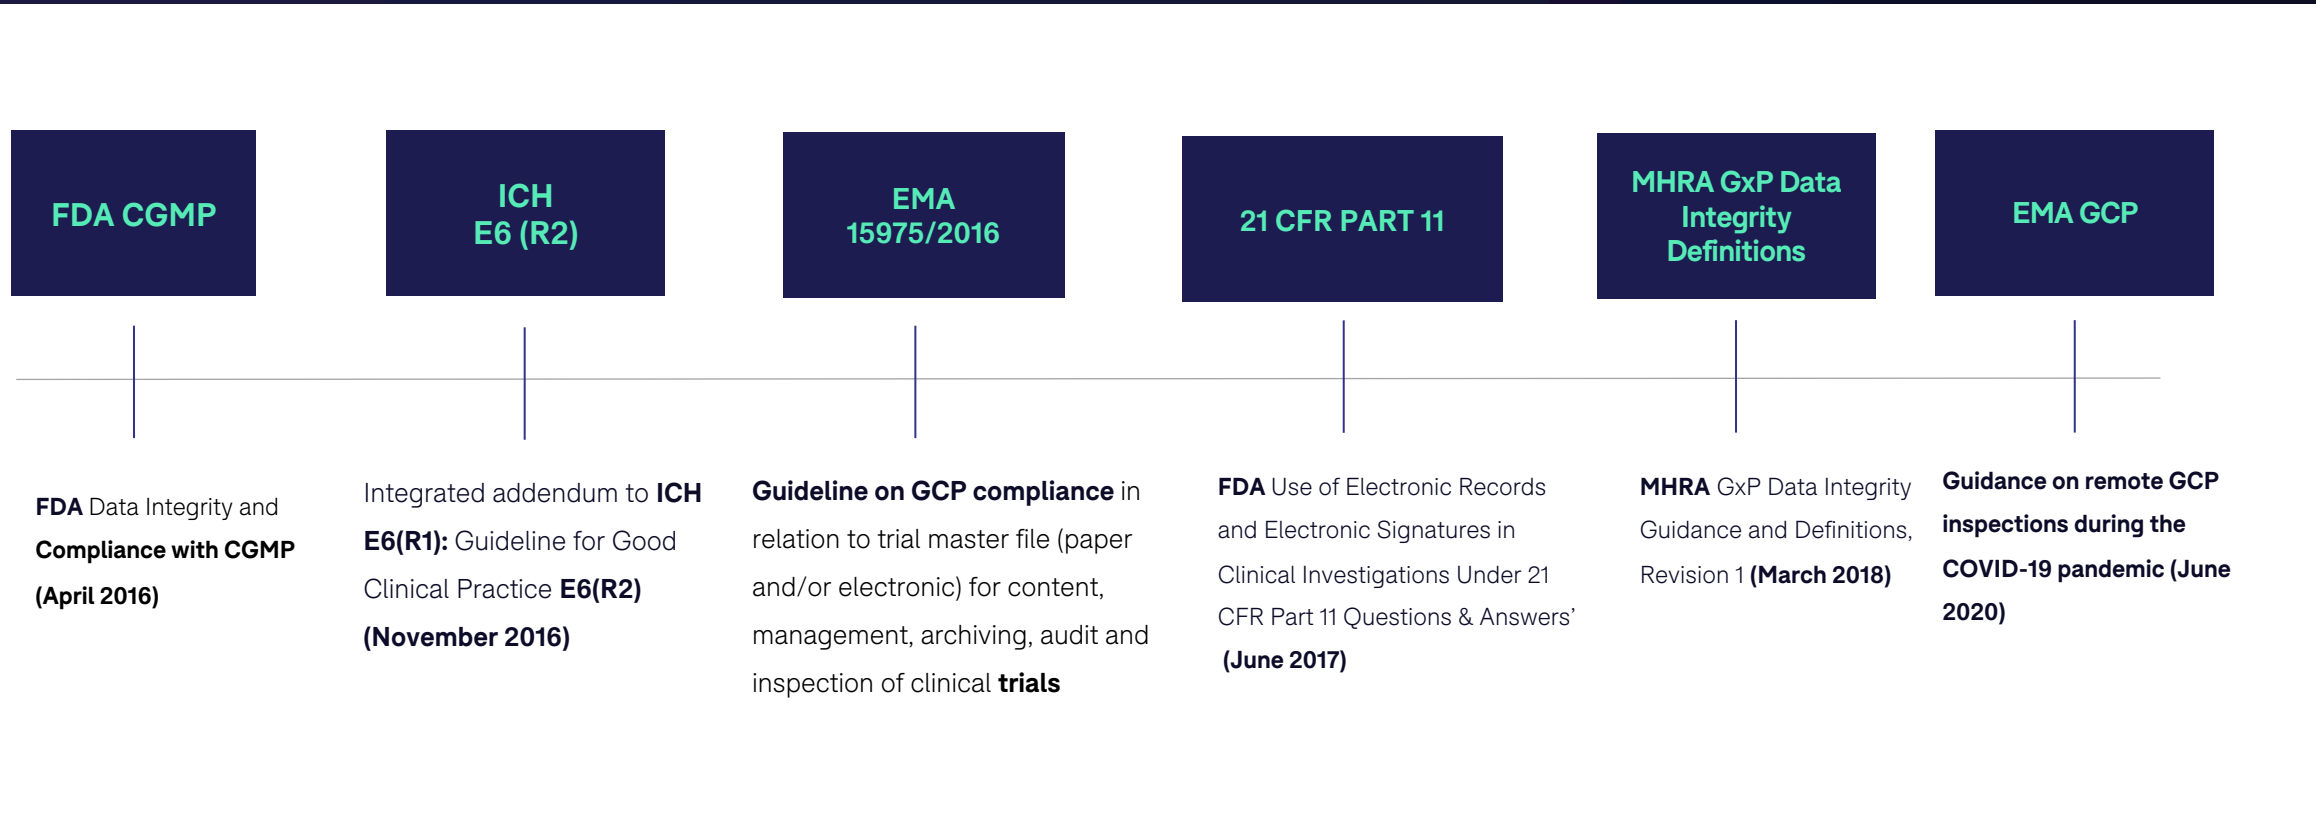 FDA CGMP
ICH
E6 (R2)
EMA
15975/2016
21 CFR PART 11
MHRA GxP Data
Integrity
Definitions
EMA GCP
FDA Data Integrity and
Compliance with CGMP
(April 2016)
Integrated addendum to ICH
E6(R1): Guideline for Good
Clinical Practice E6(R2)
(November 2016)
Guideline on GCP compliance in
relation to trial master file (paper
and/or electronic) for content,
management, archiving, audit and
inspection of clinical trials
FDA Use of Electronic Records
and Electronic Signatures in
Clinical Investigations Under 21
CFR Part 11 Questions & Answers’
(June 2017)
MHRA GxP Data Integrity
Guidance and Definitions,
Revision 1 (March 2018)
Guidance on remote GCP
inspections during the
COVID-19 pandemic (June
2020)